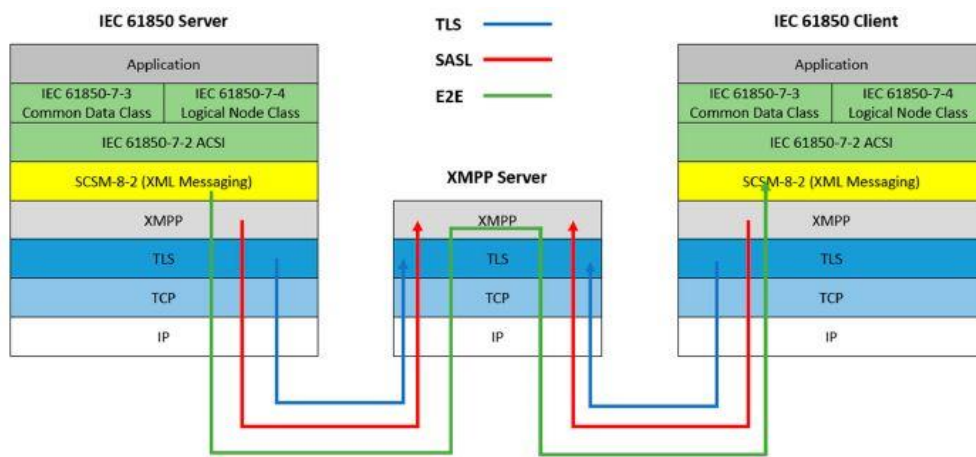 IEC 61850 Server
Application
IEC 61850-7-3
Common Data Class
IEC 61850-7-4
Logical Node Class
IEC 61850-7-2 ACSI
SCSM-8-2 (XML Messaging)
XMPP
TLS
TCP
IP
TLS
SASL
E2E
XMPP Server
XMPP
TLS
TCP
IP
IEC 61850 Client
Application
IEC 61850-7-3
Common Data Class
IEC 61850-7-4
Logical Node Class
IEC 61850-7-2 ACSI
SCSM-8-2 (XML Messaging)
XMPP
TLS
TCP
IP